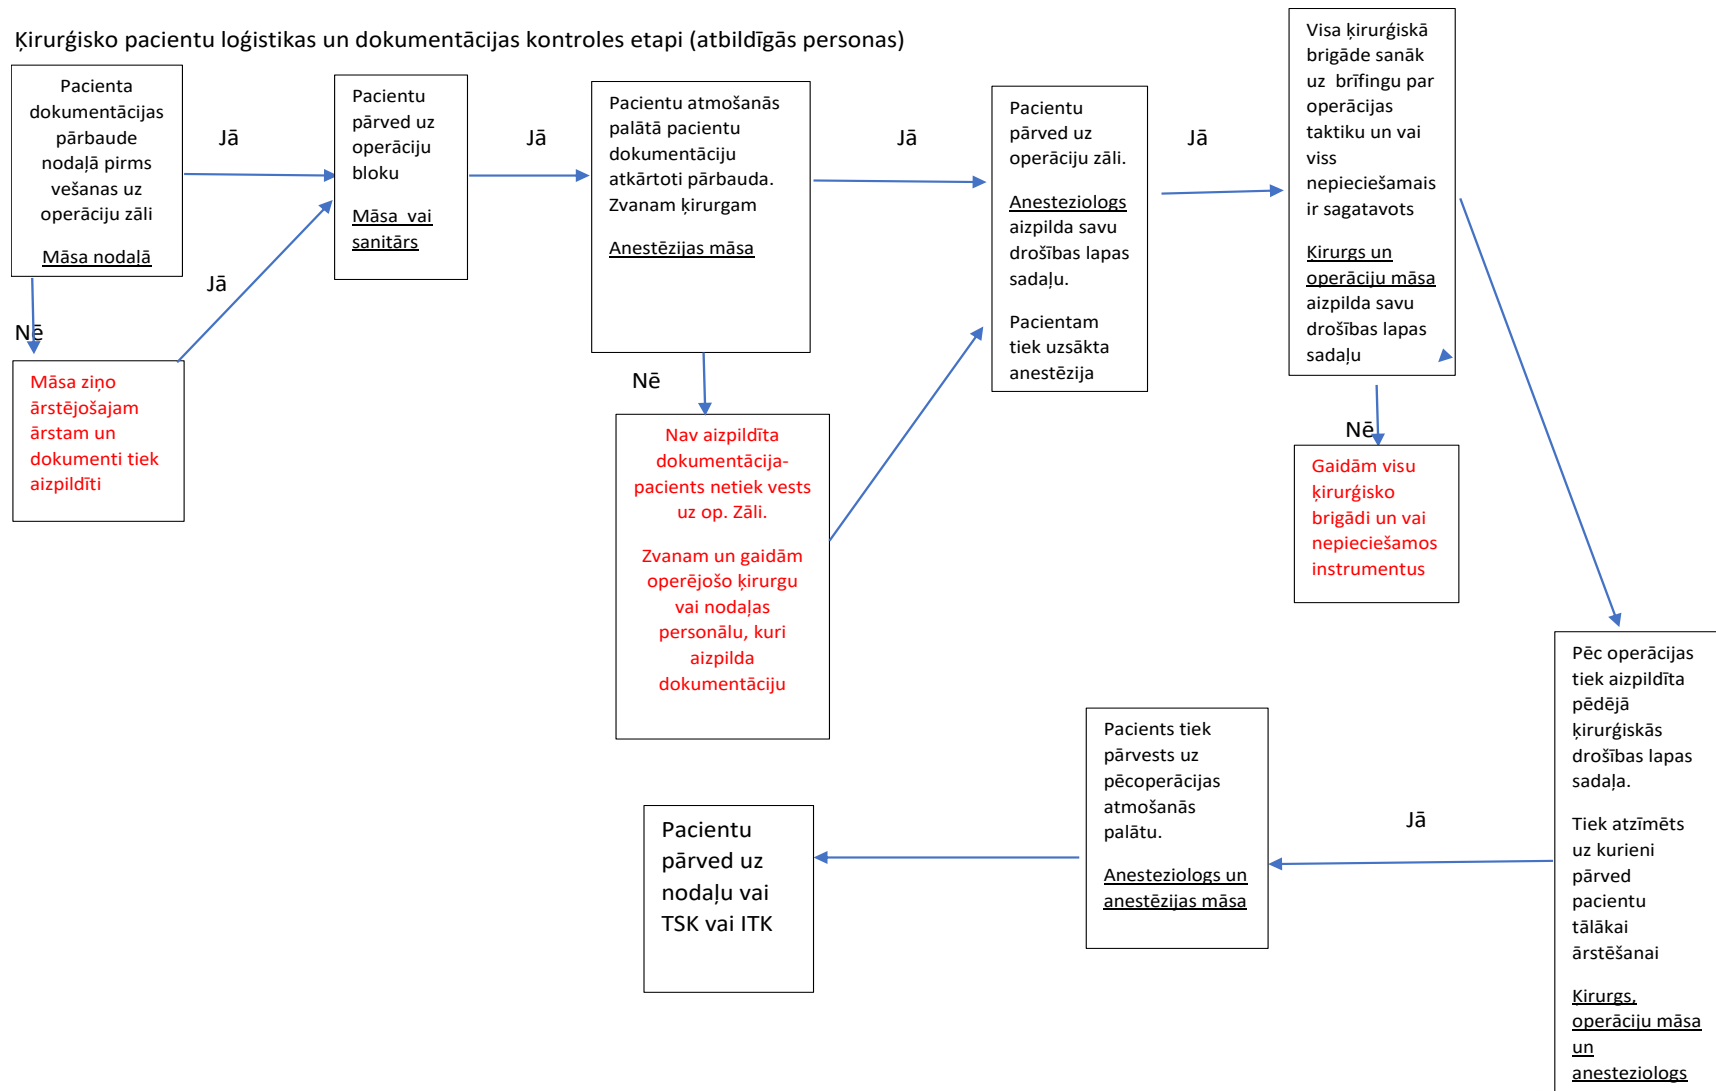 Ķirurģisko pacientu loģistikas un dokumentācijas kontroles etapi (atbildīgās personas)
Pacienta
dokumentācijas
pārbaude
nodaļā pirms
vešanas uz
operāciju zāli
Māsa nodaļā
Jā
Pacientu
pārved uz
operāciju
bloku
Māsa vai
sanitārs
Jā
Pacientu atmošanās
palātā pacientu
dokumentāciju
atkārtoti pārbauda.
Zvanam ķirurgam
Anestēzijas māsa
Jā
Pacientu
pārved uz
operāciju zāli.
Anesteziologs
aizpilda savu
drošības lapas
sadaļu.
Pacientam
tiek uzsākta
anestēzija
Jā
Visa ķirurģiskā
brigāde sanāk
uz brīfingu par
operācijas
taktiku un vai
viss
nepieciešamais
ir sagatavots
Ķirurgs un
operāciju māsa
aizpilda savu
drošības lapas
sadaļu
Jā
Nē
Māsa ziņo
ārstējošajam
ārstam un
dokumenti tiek
aizpildīti
Nē
Nav aizpildīta
dokumentācija-
pacients netiek vests
uz op. Zāli.
Zvanam un gaidām
operējošo ķirurgu
vai nodaļas
personālu, kuri
aizpilda
dokumentāciju
Nē
Gaidām visu
ķirurģisko
brigādi un vai
nepieciešamos
instrumentus
Pēc operācijas
tiek aizpildīta
pēdējā
ķirurģiskās
drošības lapas
sadaļa.
Tiek atzīmēts
uz kurieni
pārved
pacientu
tālākai
ārstēšanai
Ķirurgs,
operāciju māsa
un
anesteziologs
Jā
Pacients tiek
pārvests uz
pēcoperācijas
atmošanās
palātu.
Anesteziologs un
anestēzijas māsa
Pacientu
pārved uz
nodaļu vai
TSK vai ITK